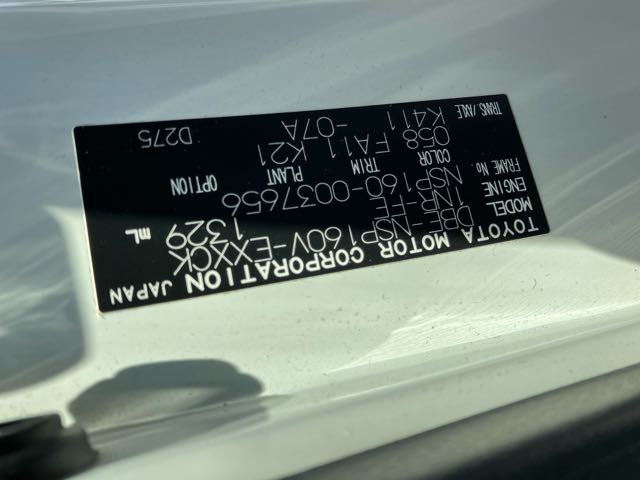 TOYOTA MOTOR CORPORATION JAPAN
MODEL DBE-NSP160V-EXXCK
ENGINE 1NR-FE 1329 mL
FRAME No. NSP160-0037656
COLOR TRIM PLANT OPTION
058 FA11 K21
TRANS./AXLE K411 -07A D275